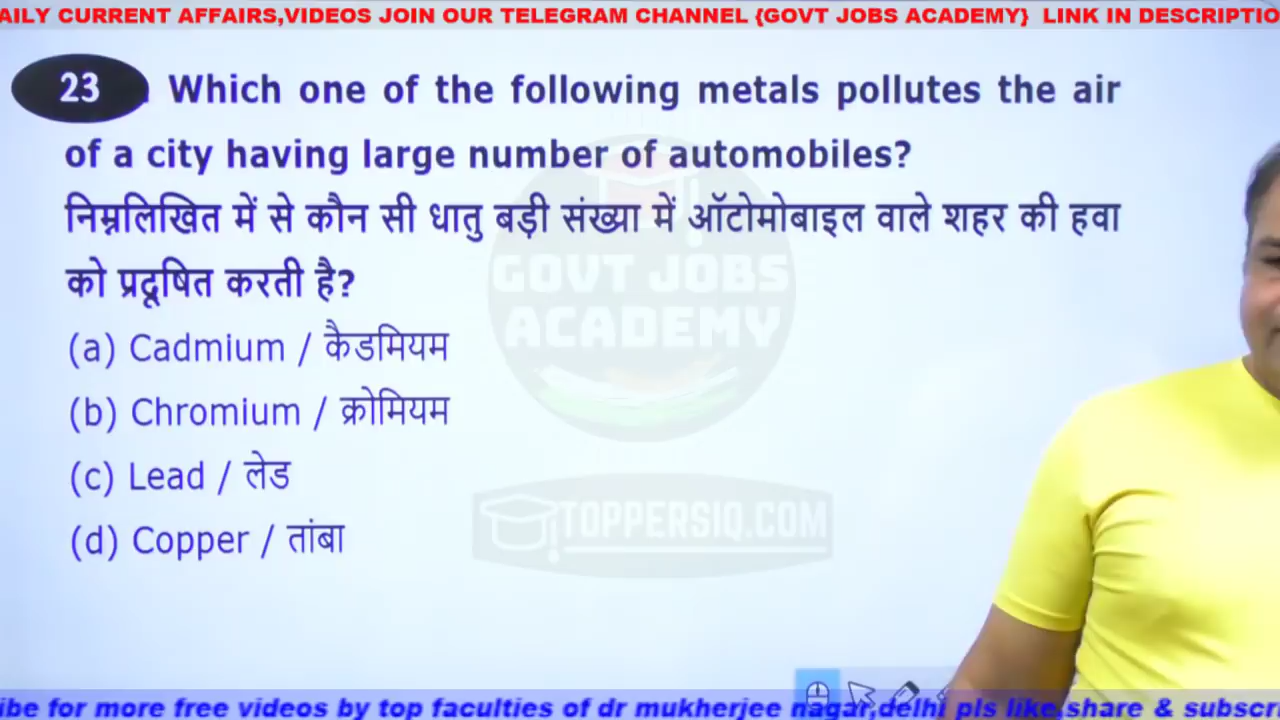 AILY CURRENT AFFAIRS,VIDEOS JOIN OUR TELEGRAM CHANNEL {GOVT JOBS ACADEMY} LINK IN DESCRIPTIO
23. Which one of the following metals pollutes the air
of a city having large number of automobiles?
निम्नलिखित में से कौन सी धातु बड़ी संख्या में ऑटोमोबाइल वाले शहर की हवा
को प्रदूषित करती है?
GOVT JOBS
ACADEMY
(a) Cadmium / कैडमियम
(b) Chromium / क्रोमियम
(c) Lead / लेड
(d) Copper / तांबा
TOPPERSIQ.COM
ibe for more free videos by top faculties of dr mukherjee nagar,delhi pls like,share & subscri